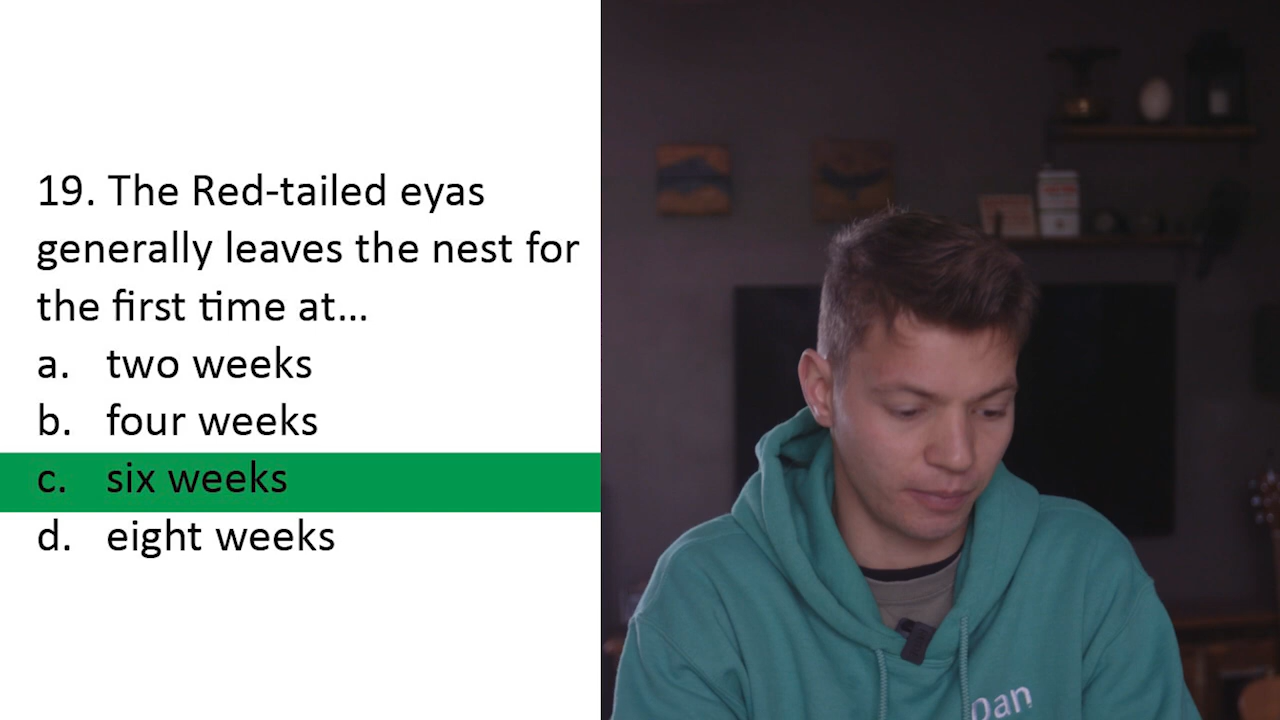 19. The Red-tailed eyas
generally leaves the nest for
the first time at...
a. two weeks
b. four weeks
c. six weeks
d. eight weeks
Dan